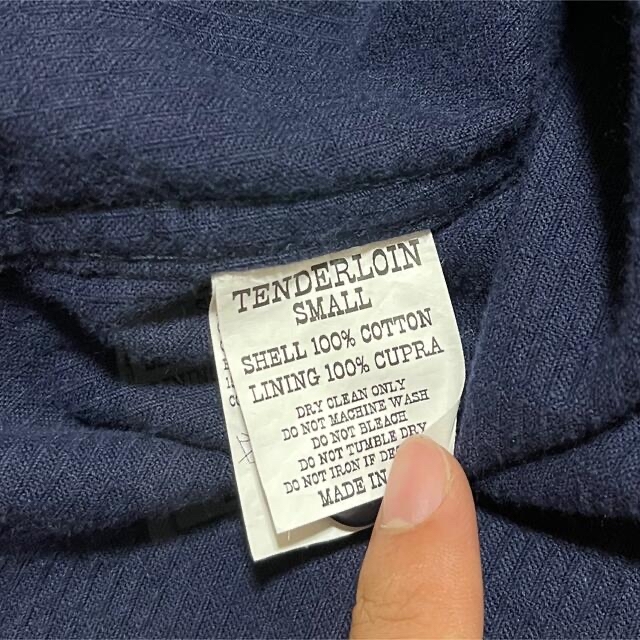 TENDERLOIN
SMALL
SHELL 100% COTTON
LINING 100% CUPRA
DRY CLEAN ONLY
DO NOT MACHINE WASH
DO NOT BLEACH
DO NOT TUMBLE DRY
DO NOT IRON IF
MADE IN